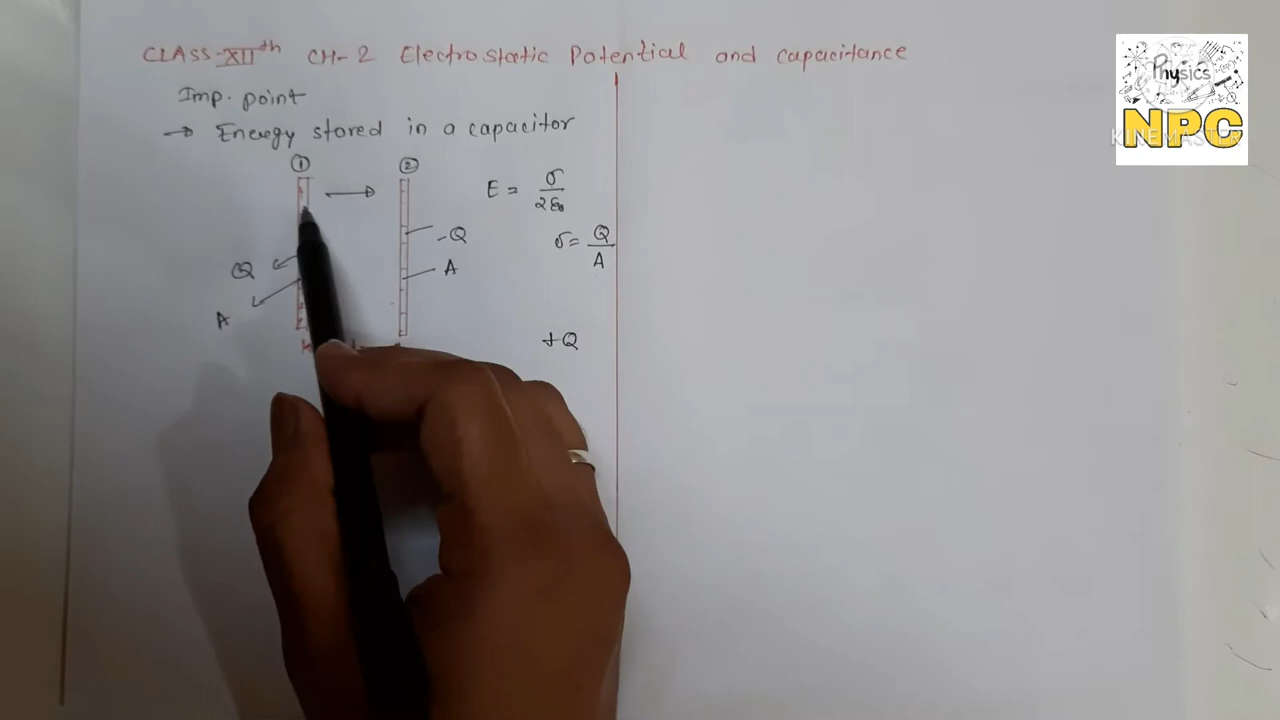 CLASS-XIIth CH-2 Electrostatic Potential and capacitance
Imp. point
→ Energy stored in a capacitor
① ②
E = σ/2ε₀
-Q
σ = Q/A
Q
A
A
+Q
Physics
NPC
KINEMASTER